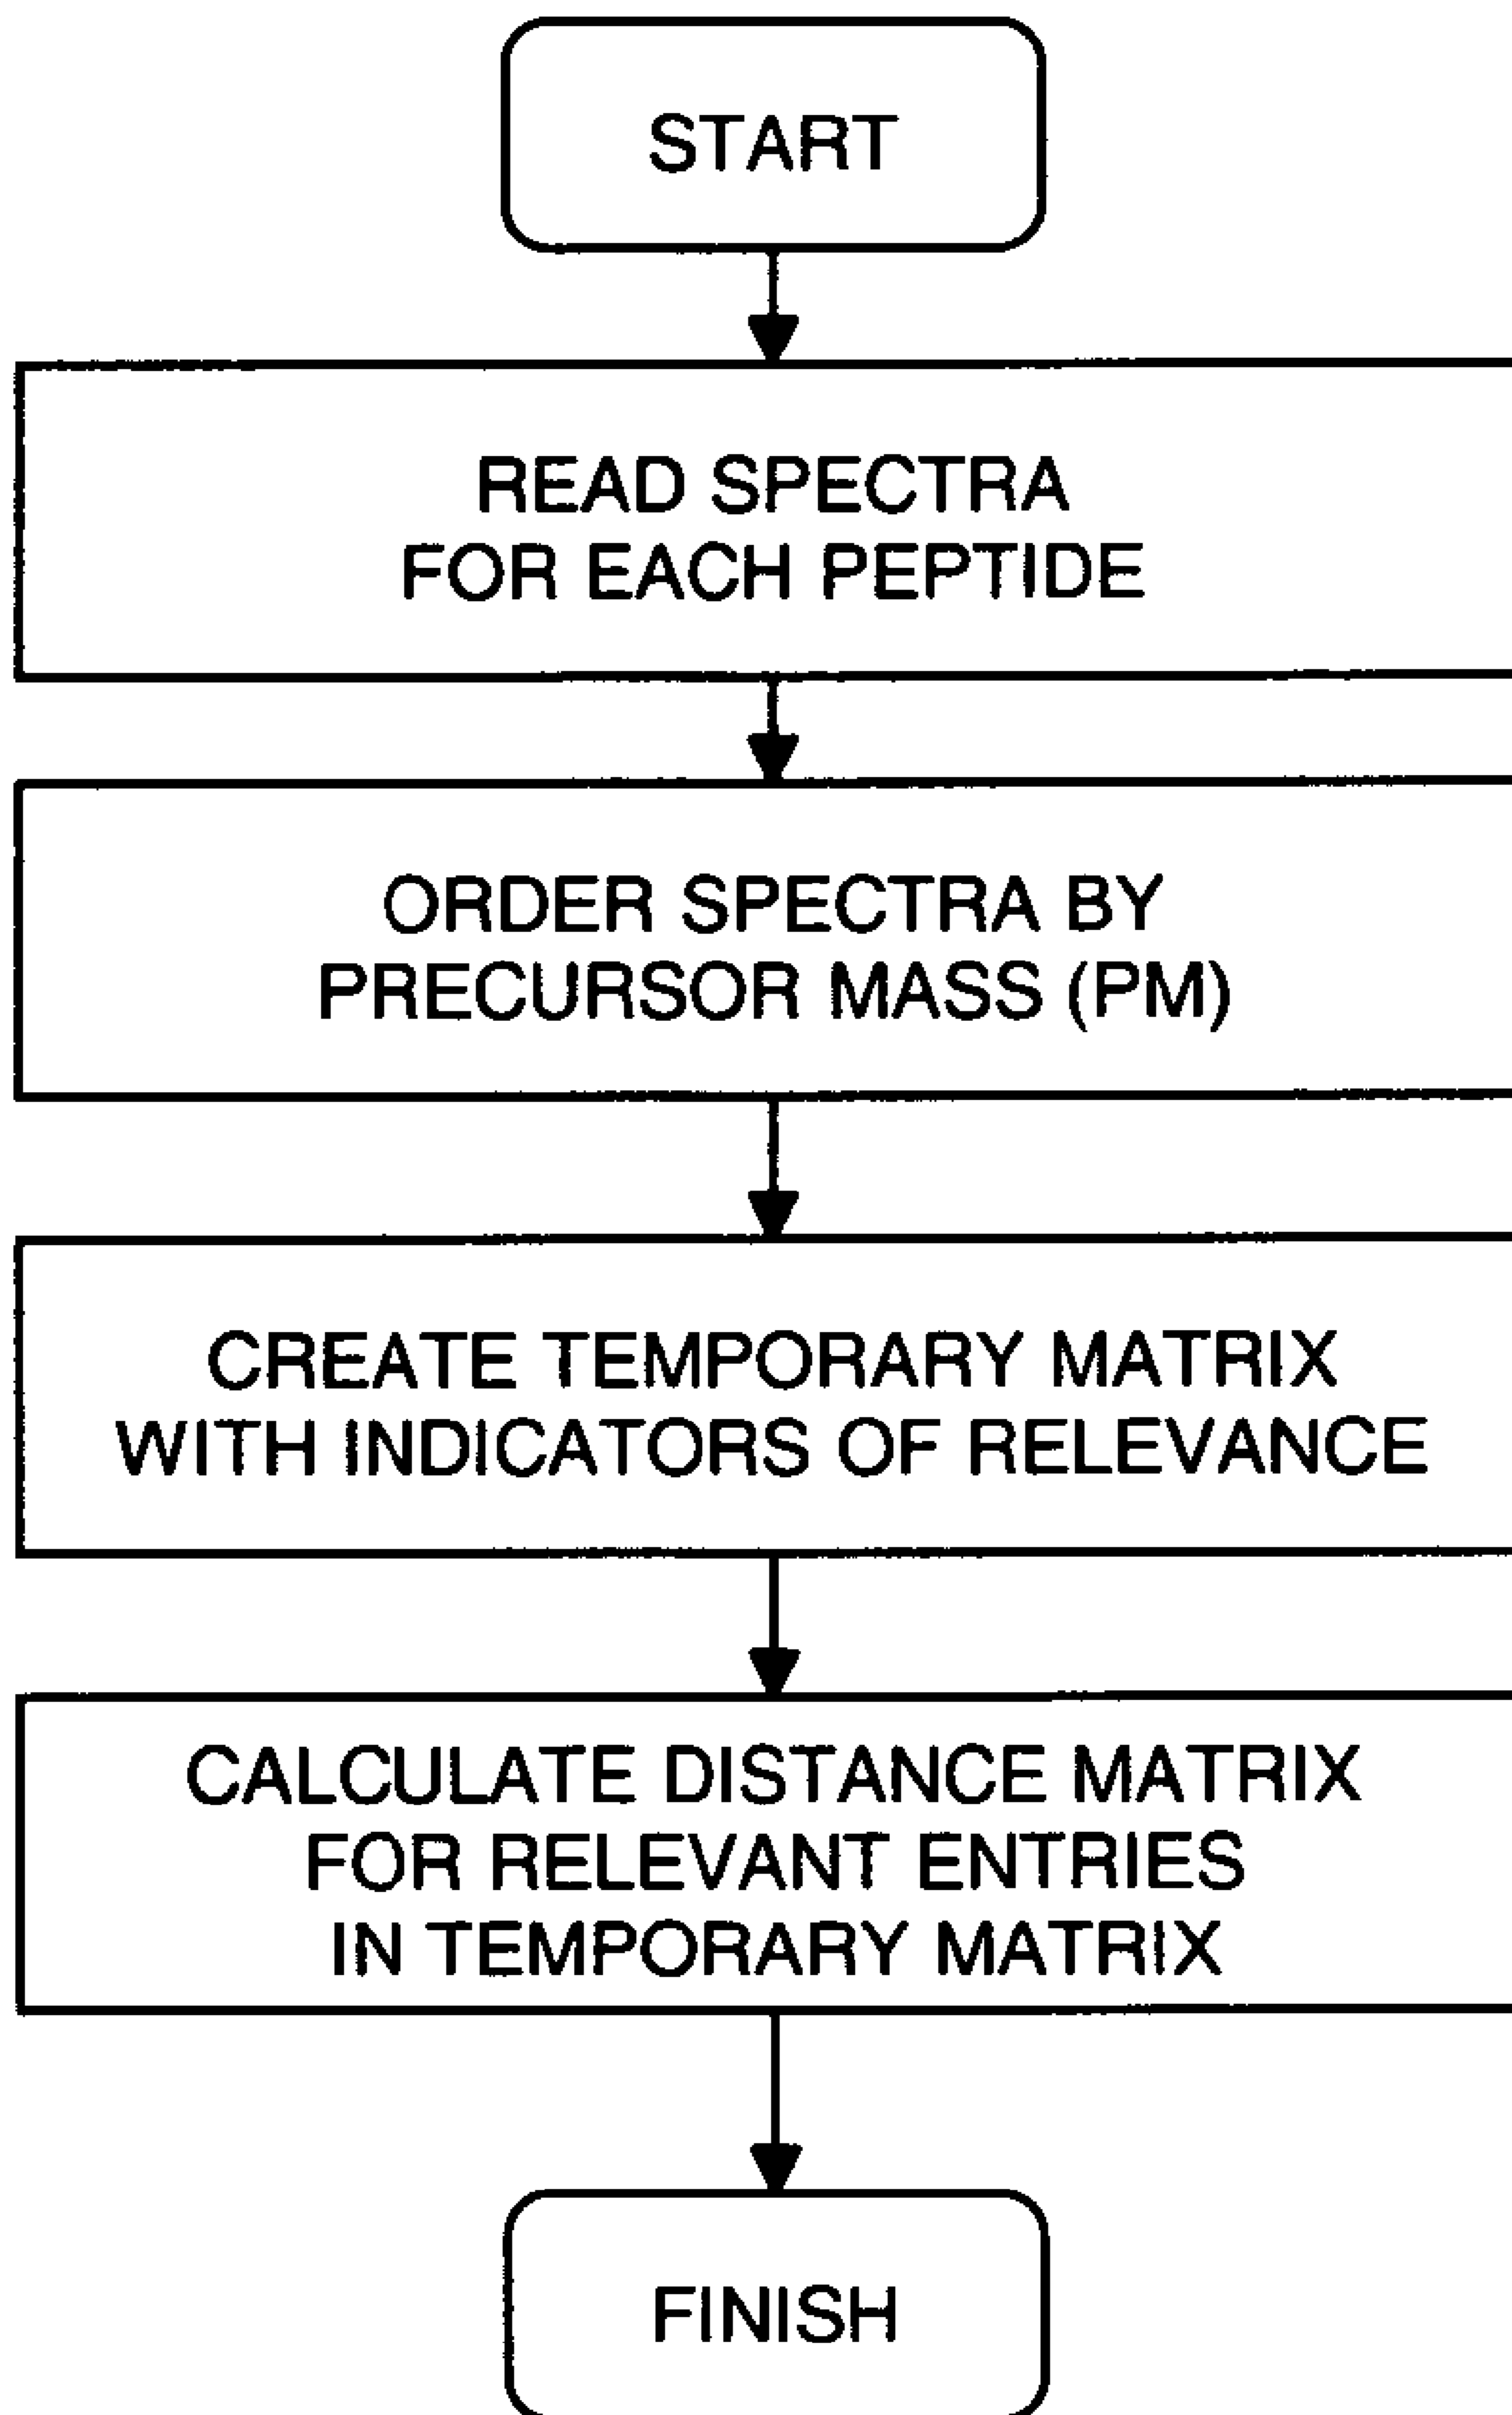 START
READ SPECTRA
FOR EACH PEPTIDE
ORDER SPECTRA BY
PRECURSOR MASS (PM)
CREATE TEMPORARY MATRIX
WITH INDICATORS OF RELEVANCE
CALCULATE DISTANCE MATRIX
FOR RELEVANT ENTRIES
IN TEMPORARY MATRIX
FINISH